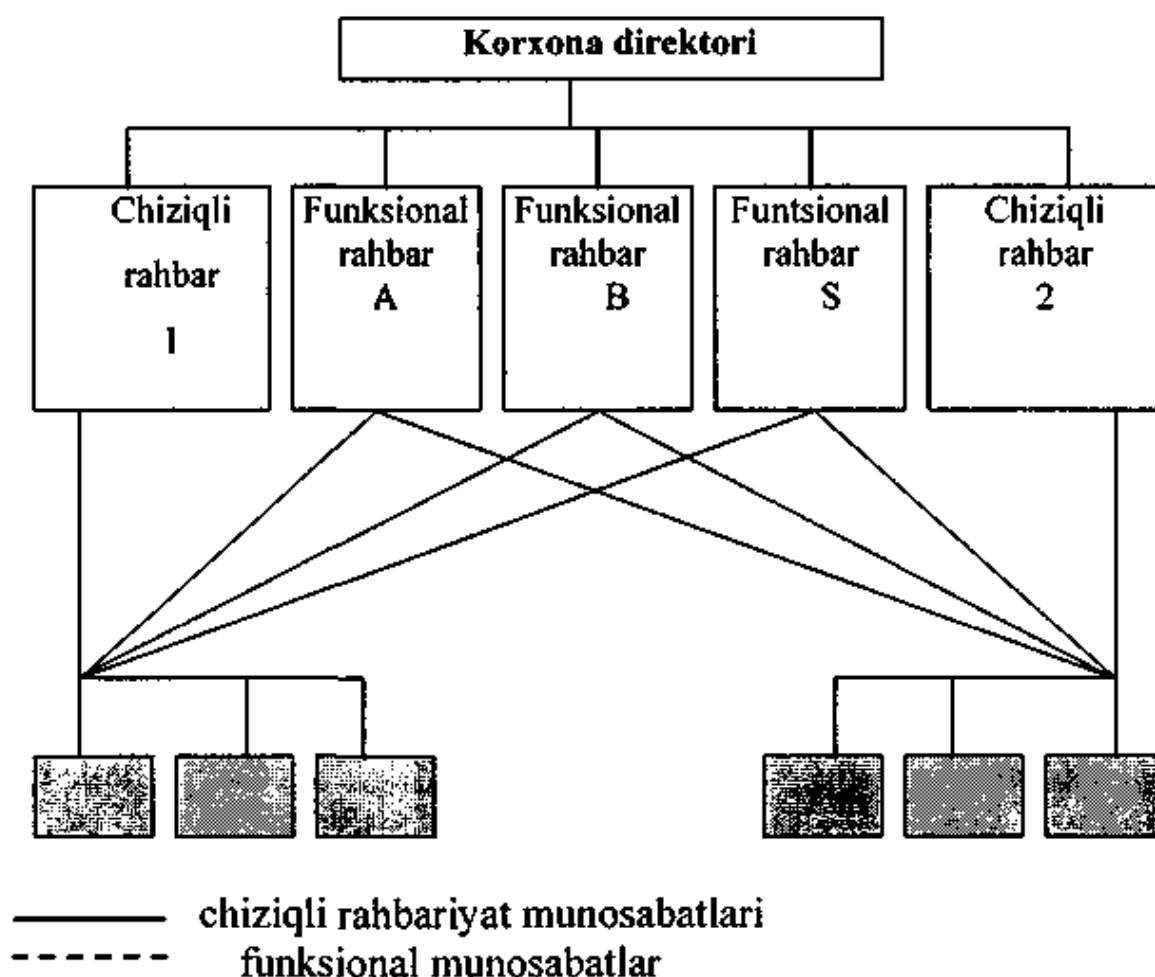 Korxona direktori
Chiziqli
rahbar
1
Funksional
rahbar
A
Funksional
rahbar
B
Funtsional
rahbar
S
Chiziqli
rahbar
2
chiziqli rahbariyat munosabatlari
funksional munosabatlar